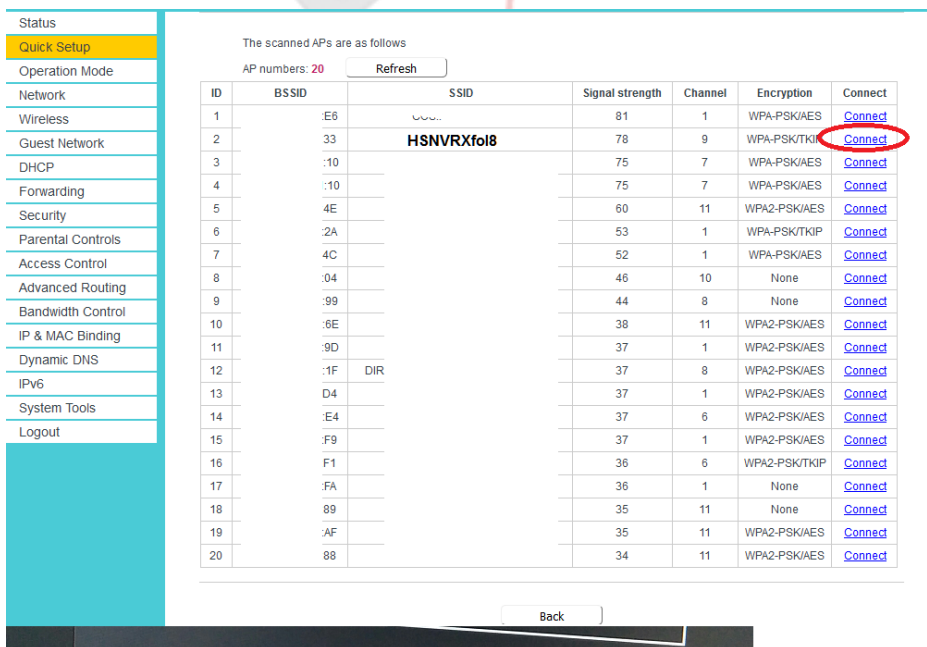 Status
Quick Setup
Operation Mode
Network
Wireless
Guest Network
DHCP
Forwarding
Security
Parental Controls
Access Control
Advanced Routing
Bandwidth Control
IP & MAC Binding
Dynamic DNS
IPv6
System Tools
Logout
The scanned APs are as follows
AP numbers: 20 Refresh
ID BSSID SSID Signal strength Channel Encryption Connect
1 :E6 81 1 WPA-PSK/AES Connect
2 33 HSNVRXfol8 78 9 WPA-PSK/TKIP Connect
3 :10 75 7 WPA-PSK/AES Connect
4 :10 75 7 WPA-PSK/AES Connect
5 4E 60 11 WPA2-PSK/AES Connect
6 :2A 53 1 WPA-PSK/TKIP Connect
7 4C 52 1 WPA-PSK/AES Connect
8 :04 46 10 None Connect
9 :99 44 8 None Connect
10 :6E 38 11 WPA2-PSK/AES Connect
11 :9D 37 1 WPA2-PSK/AES Connect
12 :1F DIR 37 8 WPA2-PSK/AES Connect
13 D4 37 1 WPA2-PSK/AES Connect
14 :E4 37 6 WPA2-PSK/AES Connect
15 :F9 37 1 WPA2-PSK/AES Connect
16 F1 36 6 WPA2-PSK/TKIP Connect
17 :FA 36 1 None Connect
18 89 35 11 None Connect
19 :AF 35 11 WPA2-PSK/AES Connect
20 88 34 11 WPA2-PSK/AES Connect
Back